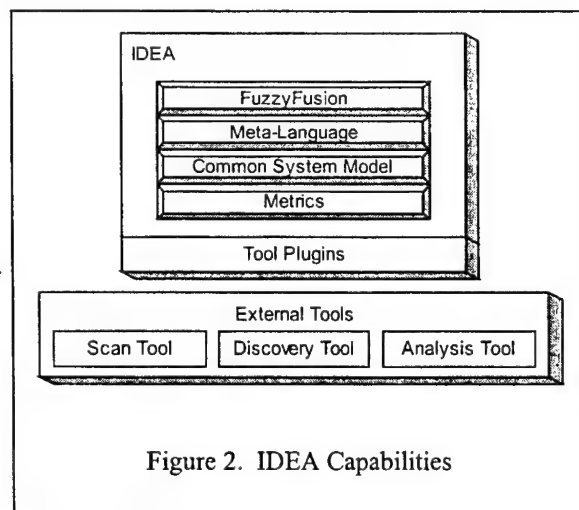 IDEA
FuzzyFusion
Meta-Language
Common System Model
Metrics
Tool Plugins
External Tools
Scan Tool Discovery Tool Analysis Tool
Figure 2. IDEA Capabilities